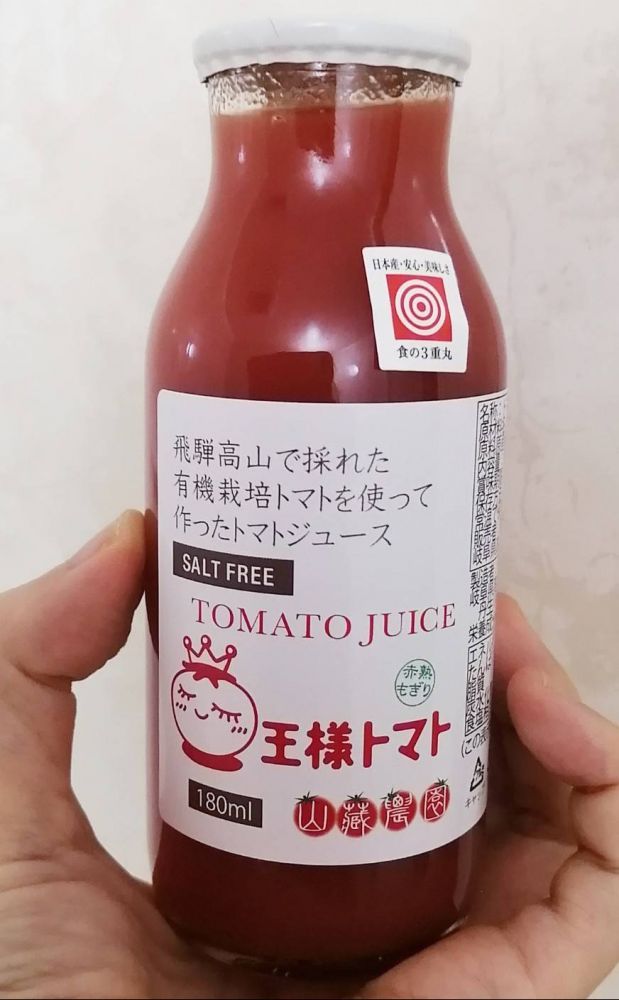 日本産・安心・美味しさ
食の3重丸
飛騨高山で採れた
有機栽培トマトを使って
作ったトマトジュース
SALT FREE
TOMATO JUICE
赤熟
もぎり
王様トマト
180ml
山藏農園